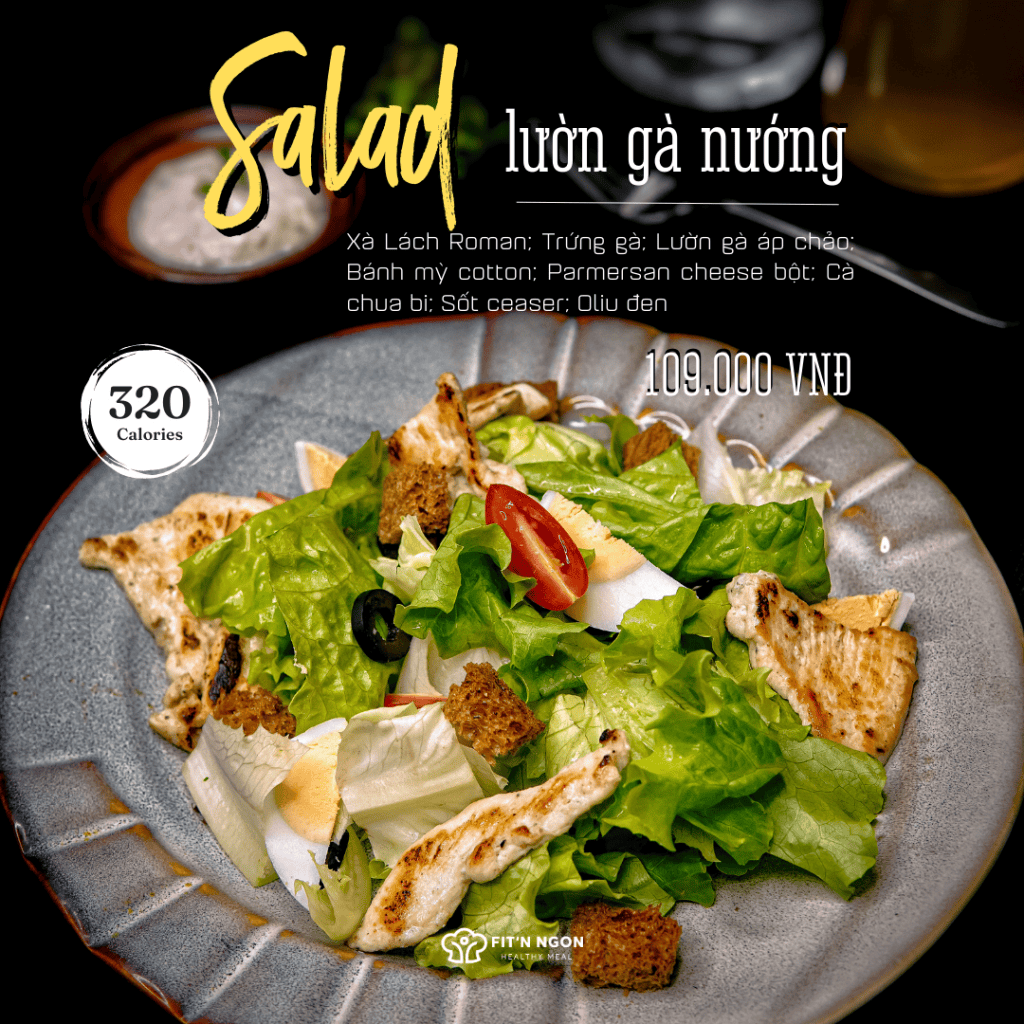 Salad
lườn gà nướng
Xà Lách Roman; Trứng gà; Lườn gà áp chảo;
Bánh mỳ cotton; Parmersan cheese bột; Cà
chua bi; Sốt ceaser; Oliu đen
109.000 VNĐ
320
Calories
FIT'N NGON
HEALTHY MEAL